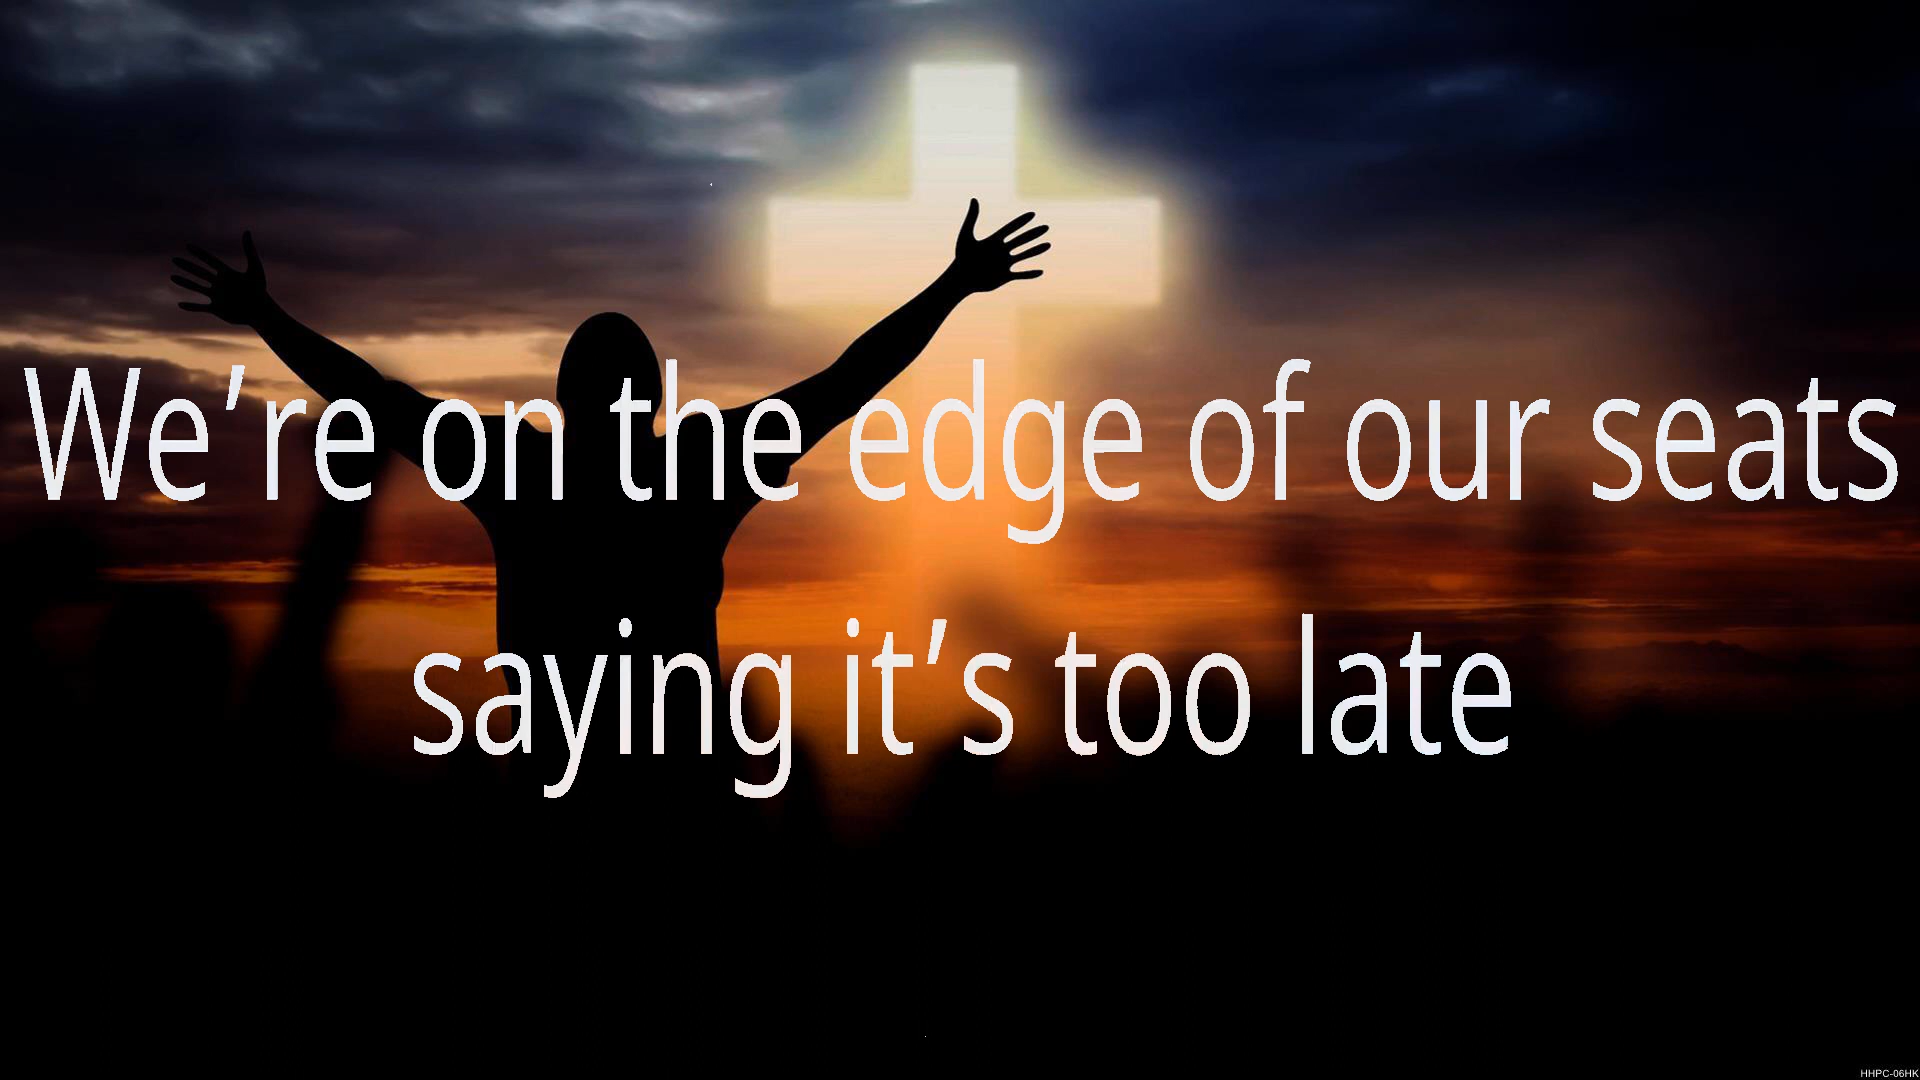 We’re on the edge of our seats
saying it’s too late
HHPC-06HK